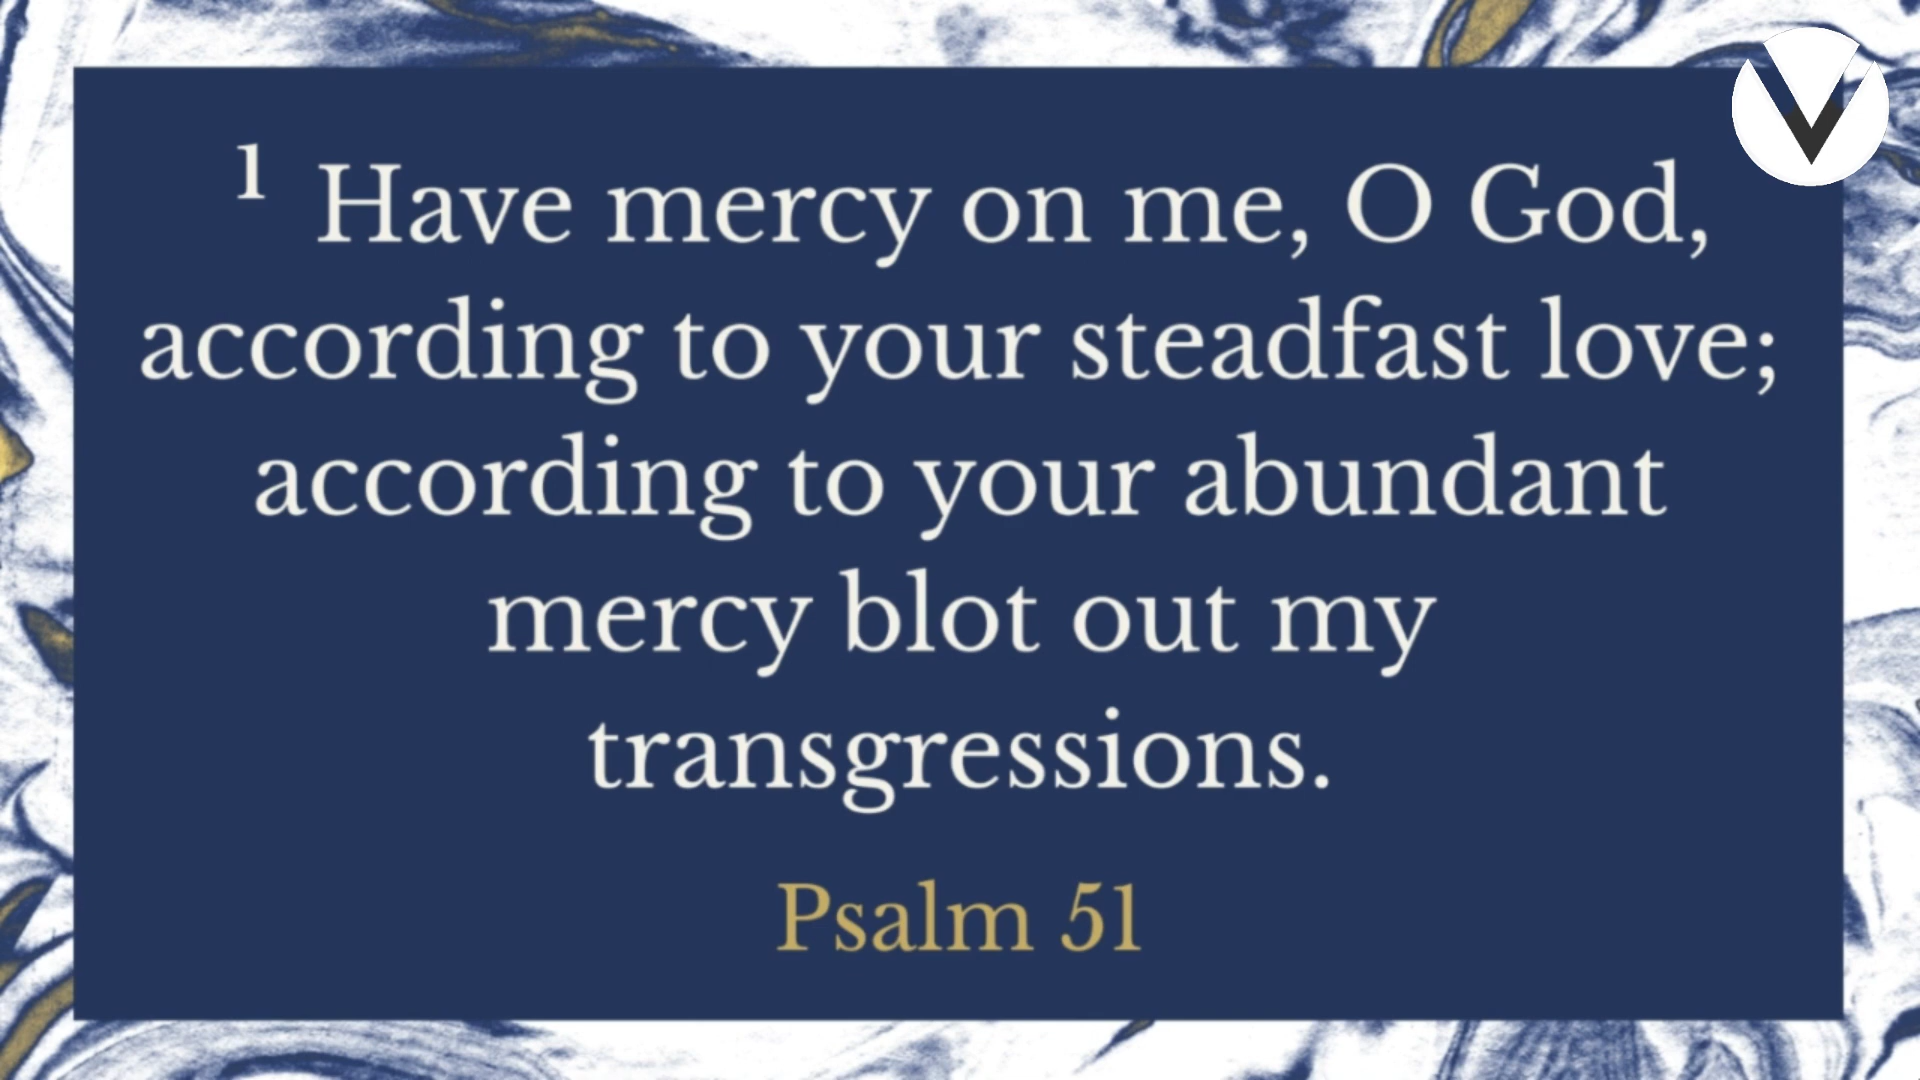 ¹ Have mercy on me, O God,
according to your steadfast love;
according to your abundant
mercy blot out my
transgressions.
Psalm 51